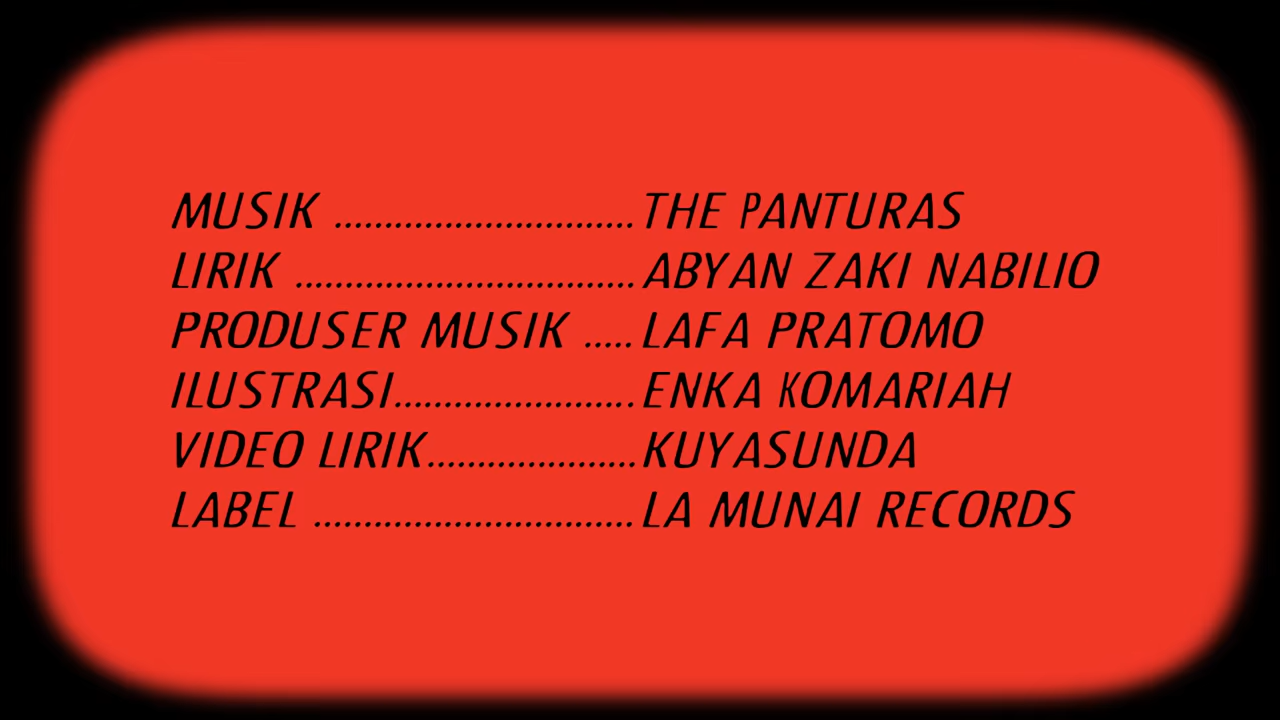 MUSIK ..............................THE PANTURAS
LIRIK ..................................ABYAN ZAKI NABILIO
PRODUSER MUSIK .....LAFA PRATOMO
ILUSTRASI........................ENKA KOMARIAH
VIDEO LIRIK.....................KUYASUNDA
LABEL ................................LA MUNAI RECORDS